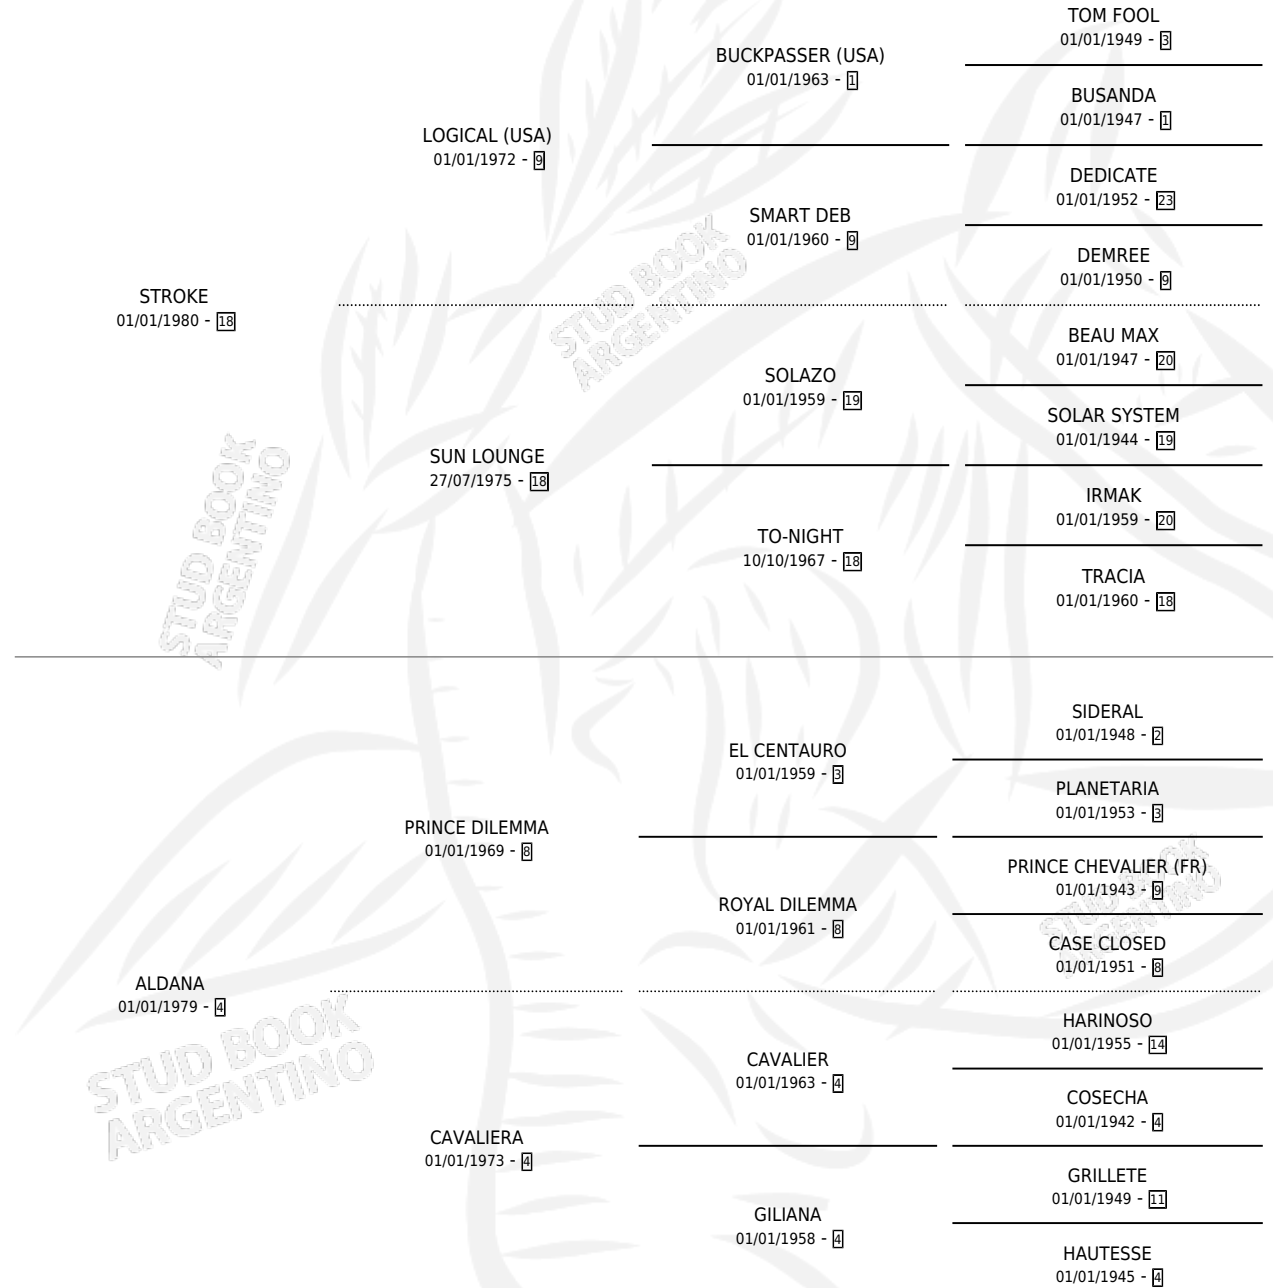 TOM FOOL
01/01/1949 - 3
BUCKPASSER (USA)
01/01/1963 - 1
BUSANDA
01/01/1947 - 1
LOGICAL (USA)
01/01/1972 - 9
DEDICATE
01/01/1952 - 23
SMART DEB
01/01/1960 - 9
DEMREE
01/01/1950 - 9
STROKE
01/01/1980 - 18
BEAU MAX
01/01/1947 - 20
SOLAZO
01/01/1959 - 19
SOLAR SYSTEM
01/01/1944 - 19
SUN LOUNGE
27/07/1975 - 18
IRMAK
01/01/1959 - 20
TO-NIGHT
10/10/1967 - 18
TRACIA
01/01/1960 - 18
SIDERAL
01/01/1948 - 2
EL CENTAURO
01/01/1959 - 3
PLANETARIA
01/01/1953 - 3
PRINCE DILEMMA
01/01/1969 - 8
PRINCE CHEVALIER (FR)
01/01/1943 - 9
ROYAL DILEMMA
01/01/1961 - 8
CASE CLOSED
01/01/1951 - 8
ALDANA
01/01/1979 - 4
HARINOSO
01/01/1955 - 14
CAVALIER
01/01/1963 - 4
COSECHA
01/01/1942 - 4
CAVALIERA
01/01/1973 - 4
GRILLETE
01/01/1949 - 11
GILIANA
01/01/1958 - 4
HAUTESSE
01/01/1945 - 4
STUD BOOK
ARGENTINO
STUD BOOK
ARGENTINO
STUD BOOK
ARGENTINO
STUD BOOK
ARGENTINO